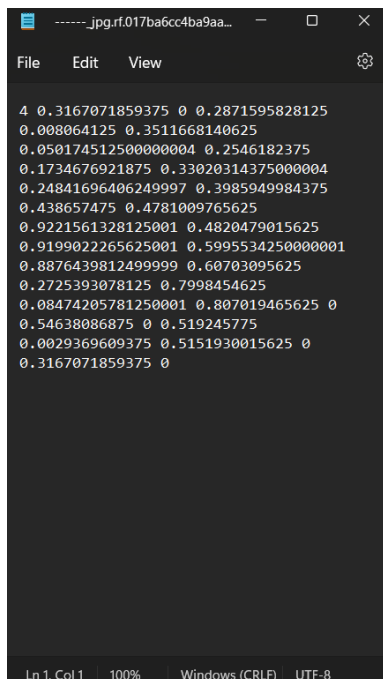 ------_jpg.rf.017ba6cc4ba9aa...
File Edit View
4 0.3167071859375 0 0.2871595828125
0.008064125 0.3511668140625
0.050174512500000004 0.2546182375
0.1734676921875 0.33020314375000004
0.24841696406249997 0.3985949984375
0.438657475 0.4781009765625
0.9221561328125001 0.4820479015625
0.9199022265625001 0.5995534250000001
0.8876439812499999 0.60703095625
0.2725393078125 0.7998454625
0.08474205781250001 0.807019465625 0
0.54638086875 0 0.519245775
0.0029369609375 0.5151930015625 0
0.3167071859375 0
Ln 1, Col 1 100% Windows (CRLF) UTF-8